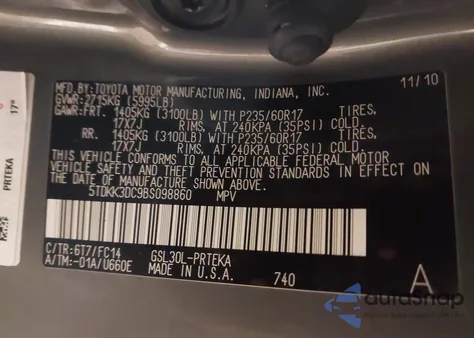 MFD.BY:TOYOTA MOTOR MANUFACTURING, INDIANA, INC.
11/10
GVWR:2715KG (5995LB)
GAWR:FRT. 1405KG (3100LB)WITH P235/60R17 TIRES,
17X7J RIMS, AT 240KPA (35PSI) COLD.
RR. 1405KG (3100LB)WITH P235/60R17 TIRES,
17X7J RIMS, AT 240KPA (35PSI) COLD.
THIS VEHICLE CONFORMS TO ALL APPLICABLE FEDERAL MOTOR
VEHICLE SAFETY AND THEFT PREVENTION STANDARDS IN EFFECT ON
THE DATE OF MANUFACTURE SHOWN ABOVE.
5TDKK3DC9BS098860 MPV
C/TR:6T7/FC14 GSL30L-PRTEKA
A/TM:-01A/U660E MADE IN U.S.A. 740
A
17"
PRTEKA
autoSnap